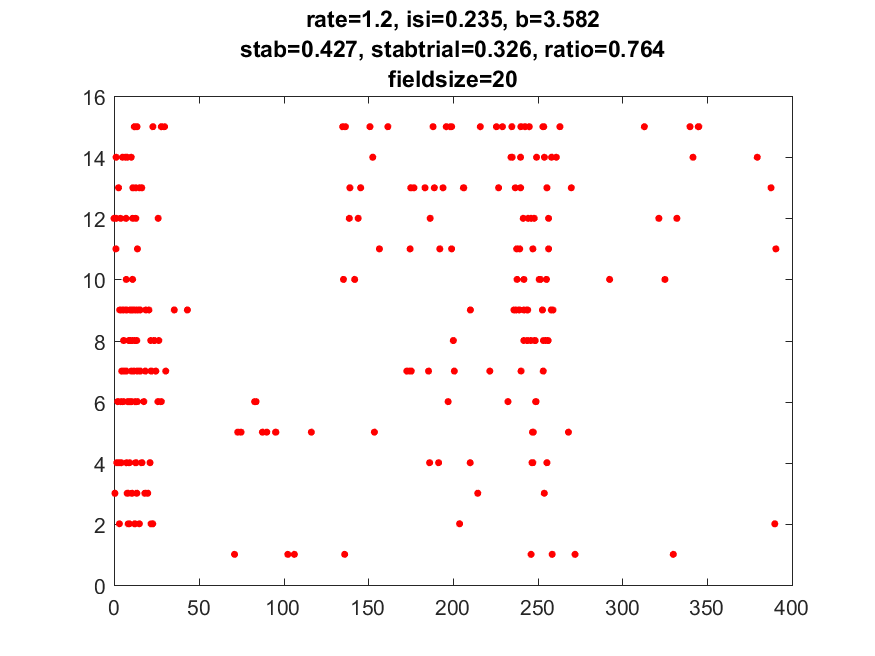 rate=1.2, isi=0.235, b=3.582
stab=0.427, stabtrial=0.326, ratio=0.764
fieldsize=20
16
14
12
10
8
6
4
2
0
0 50 100 150 200 250 300 350 400